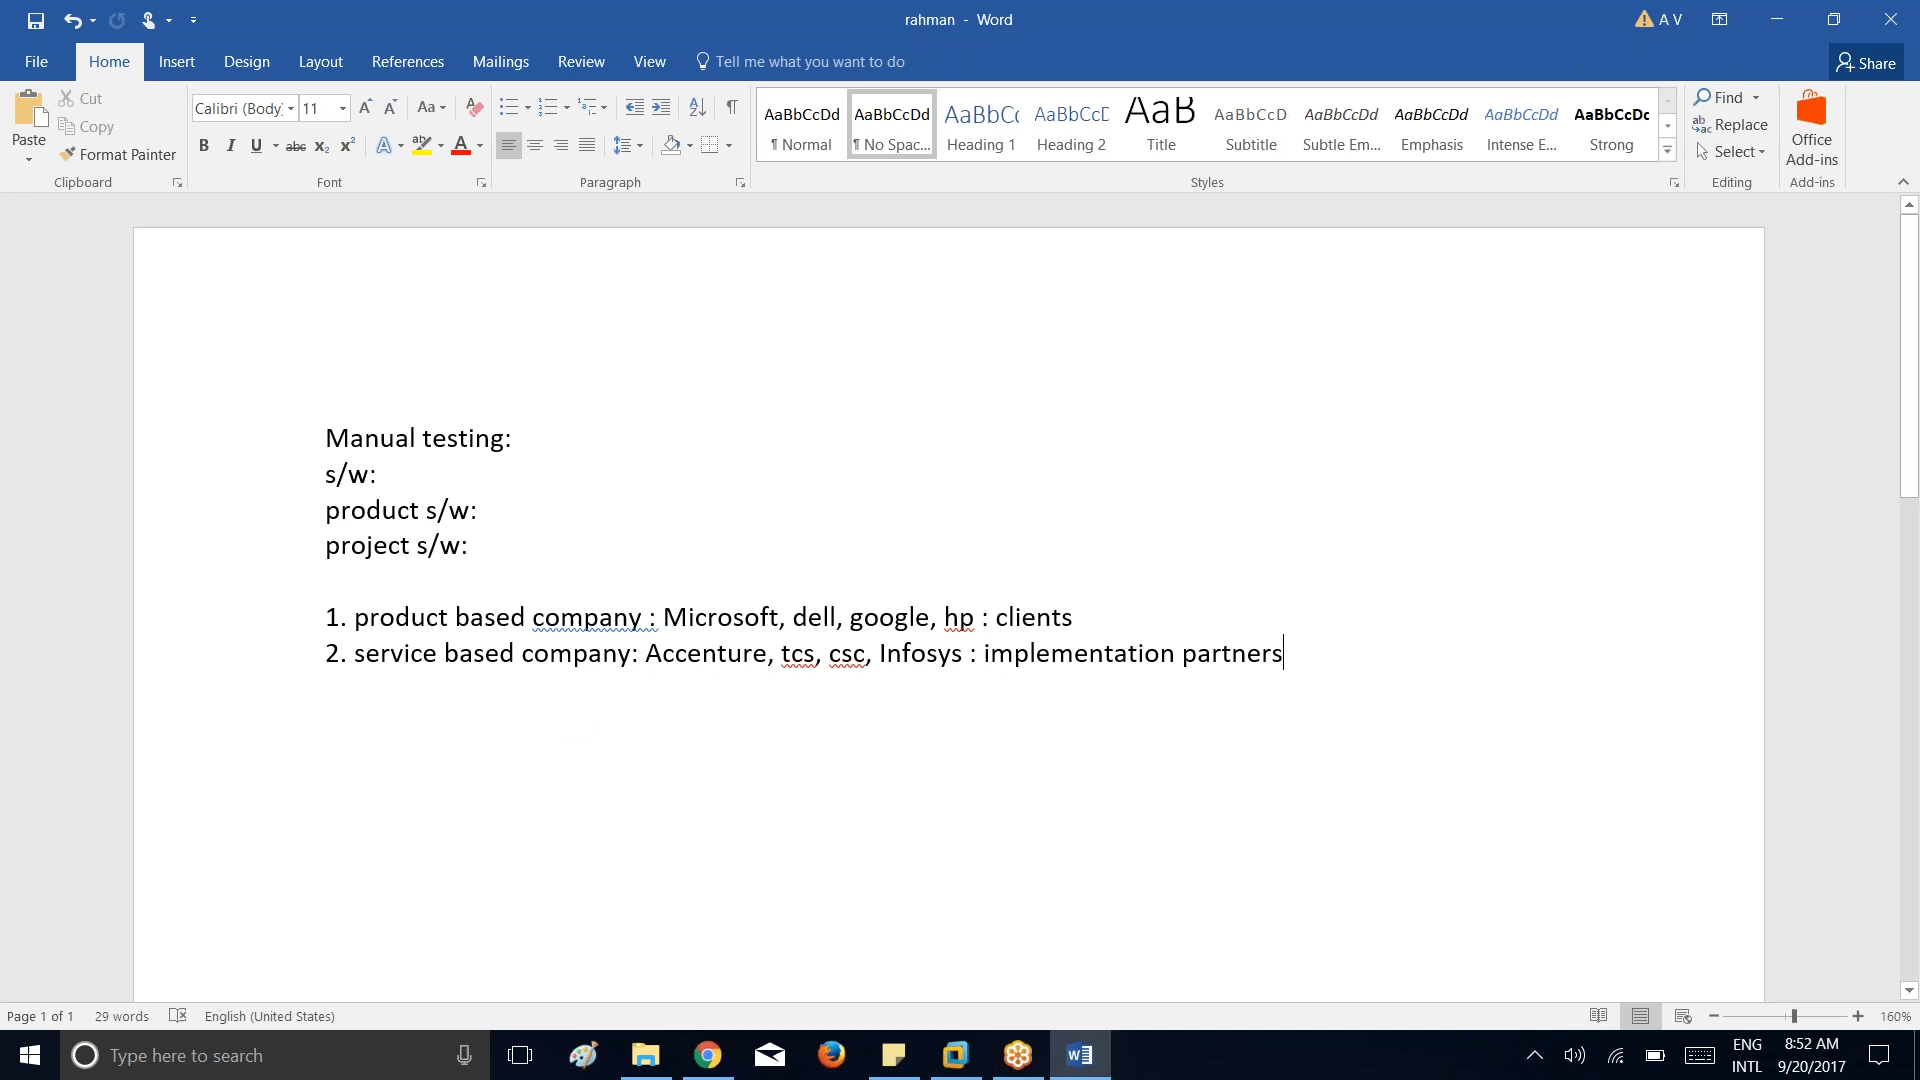 rahman - Word
A V
File Home Insert Design Layout References Mailings Review View Tell me what you want to do Share
Paste Cut Copy Format Painter
Clipboard
Calibri (Body) 11
Font
Paragraph
AaBbCcDd AaBbCcDd AaBbCc AaBbCcD AaB AaBbCcD AaBbCcDd AaBbCcDd AaBbCcDd AaBbCcDc
¶ Normal ¶ No Spac... Heading 1 Heading 2 Title Subtitle Subtle Em... Emphasis Intense E... Strong
Styles
Find Replace Select
Editing
Office Add-ins
Add-ins
Manual testing:
s/w:
product s/w:
project s/w:
1. product based company : Microsoft, dell, google, hp : clients
2. service based company: Accenture, tcs, csc, Infosys : implementation partners
Page 1 of 1 29 words English (United States) 160%
Type here to search
ENG INTL
8:52 AM
9/20/2017